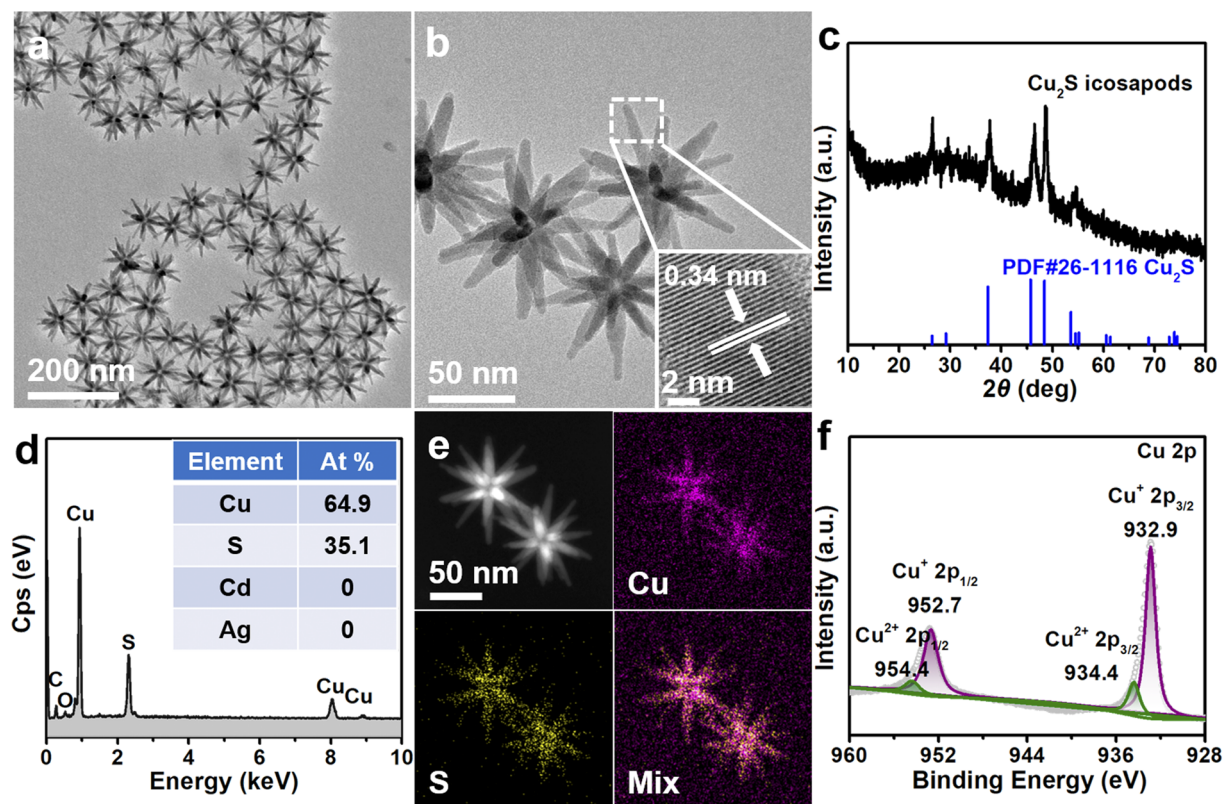 a
200 nm
b
0.34 nm
50 nm
2 nm
c
Cu₂S icosapods
PDF#26-1116 Cu₂S
Intensity (a.u.)
10 20 30 40 50 60 70 80
2θ (deg)
d
Element At %
Cu 64.9
S 35.1
Cd 0
Ag 0
Cu
S
C
O
Cu Cu
Cps (eV)
0 2 4 6 8 10
Energy (keV)
e
50 nm
Cu
S
Mix
f
Cu 2p
Cu⁺ 2p₃/₂
932.9
Cu⁺ 2p₁/₂
952.7
Cu²⁺ 2p₁/₂
954.4
Cu²⁺ 2p₃/₂
934.4
Intensity (a.u.)
960 952 944 936 928
Binding Energy (eV)